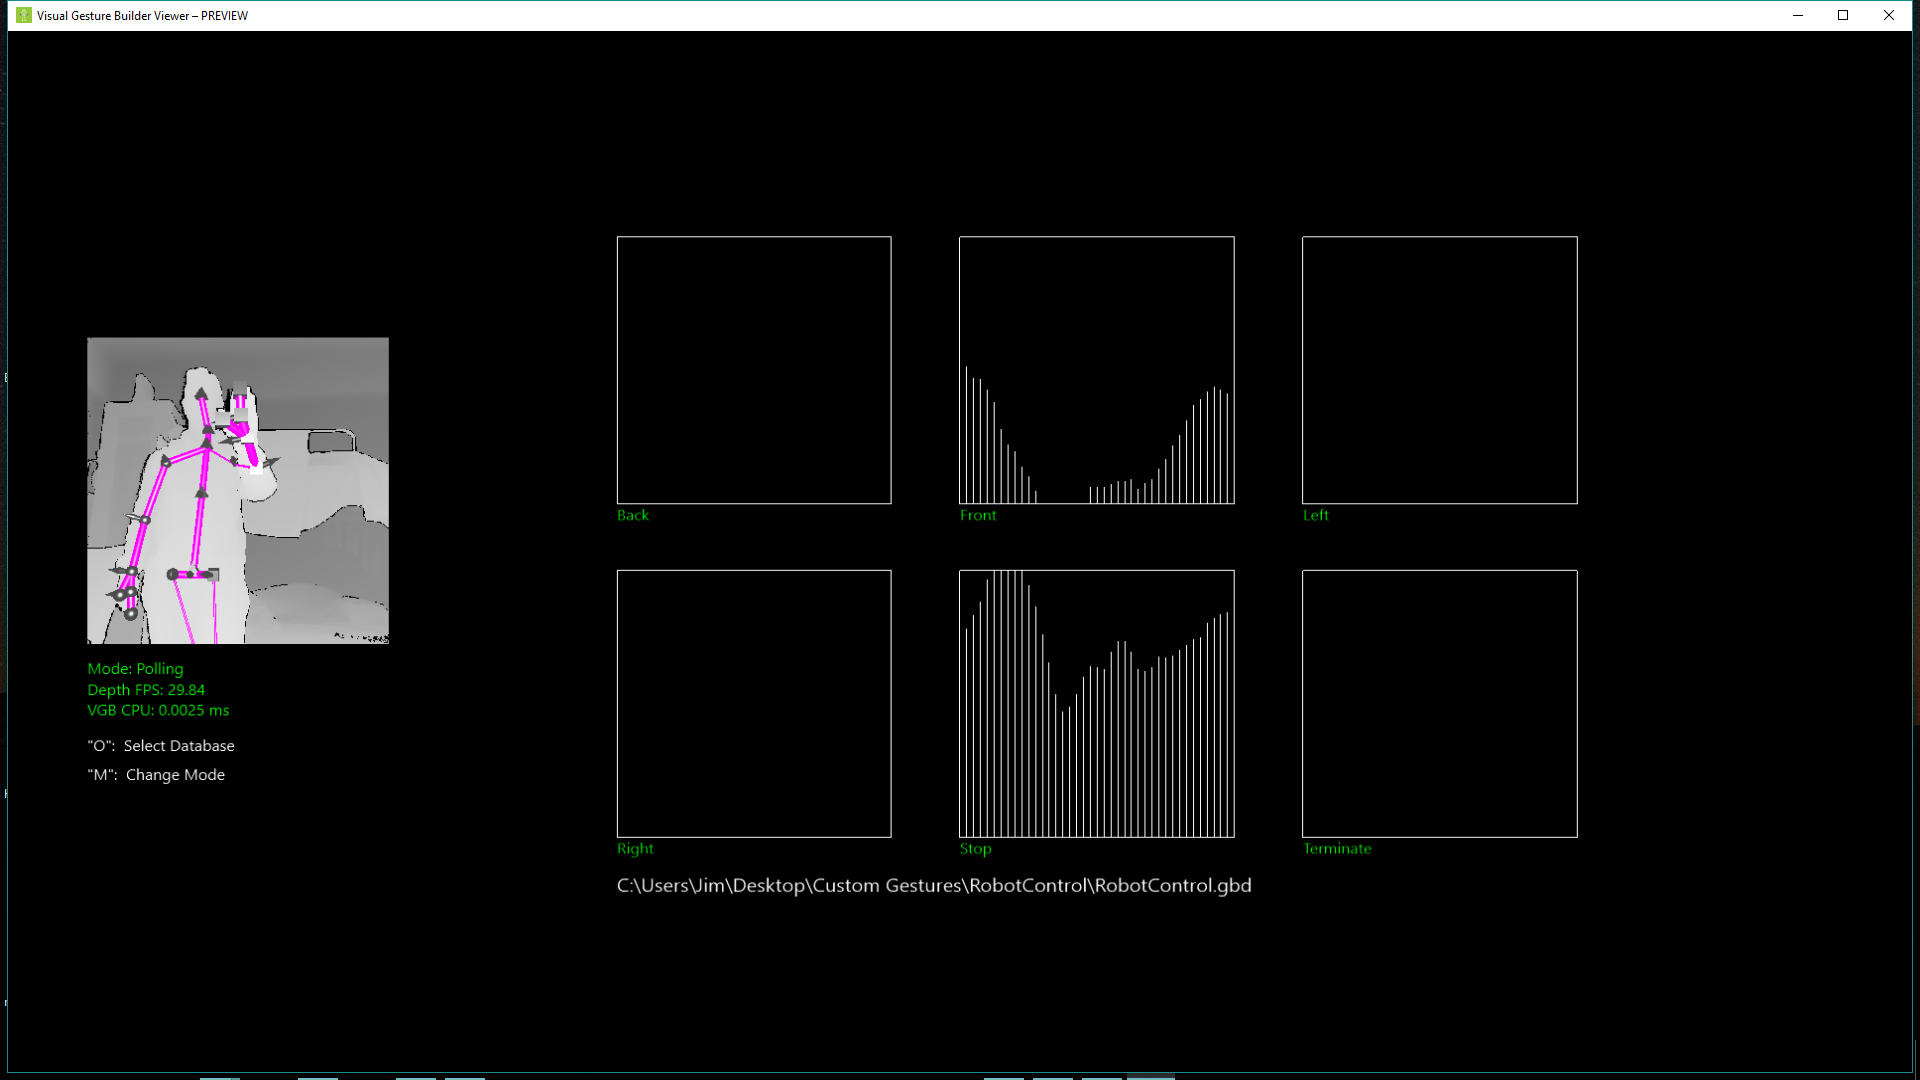 Visual Gesture Builder Viewer – PREVIEW
Back
Front
Left
Mode: Polling
Depth FPS: 29.84
VGB CPU: 0.0025 ms
"O": Select Database
"M": Change Mode
Right
Stop
Terminate
C:\Users\Jim\Desktop\Custom Gestures\RobotControl\RobotControl.gbd